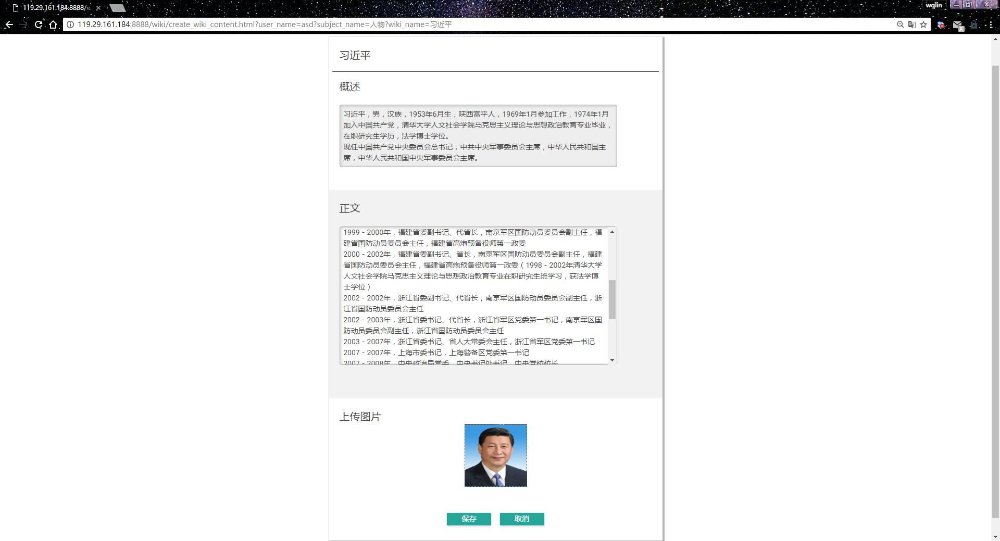 119.29.161.184:8888/w
wqlin
119.29.161.184:8888/wiki/create_wiki_content.html?user_name=asd?subject_name=人物?wiki_name=习近平
习近平
概述
习近平，男，汉族，1953年6月生，陕西富平人，1969年1月参加工作，1974年1月
加入中国共产党，清华大学人文社会学院马克思主义理论与思想政治教育专业毕业，
在职研究生学历，法学博士学位。
现任中国共产党中央委员会总书记，中共中央军事委员会主席，中华人民共和国主
席，中华人民共和国中央军事委员会主席。
正文
1999 - 2000年，福建省委副书记、代省长，南京军区国防动员委员会副主任，福
建省国防动员委员会主任，福建省高炮预备役师第一政委
2000 - 2002年，福建省委副书记、省长，南京军区国防动员委员会副主任，福建
省国防动员委员会主任，福建省高炮预备役师第一政委（1998 - 2002年清华大学
人文社会学院马克思主义理论与思想政治教育专业在职研究生班学习，获法学博
士学位）
2002 - 2002年，浙江省委副书记、代省长，南京军区国防动员委员会副主任，浙
江省国防动员委员会主任
2002 - 2003年，浙江省委书记、代省长，浙江省军区党委第一书记，南京军区国
防动员委员会副主任，浙江省国防动员委员会主任
2003 - 2007年，浙江省委书记、省人大常委会主任，浙江省军区党委第一书记
2007 - 2007年，上海市委书记，上海警备区党委第一书记
2007 - 2008年，中央政治局常委、中央书记处书记，中央党校校长
上传图片
保存
取消